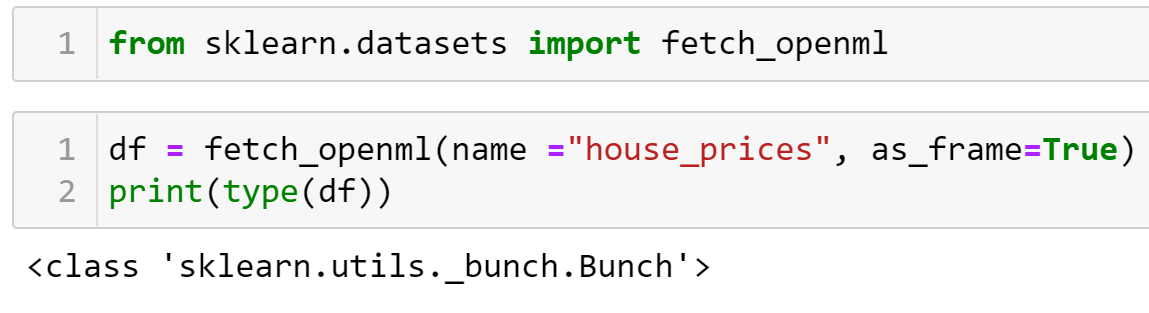 1 from sklearn.datasets import fetch_openml
1 df = fetch_openml(name ="house_prices", as_frame=True)
2 print(type(df))
<class 'sklearn.utils._bunch.Bunch'>